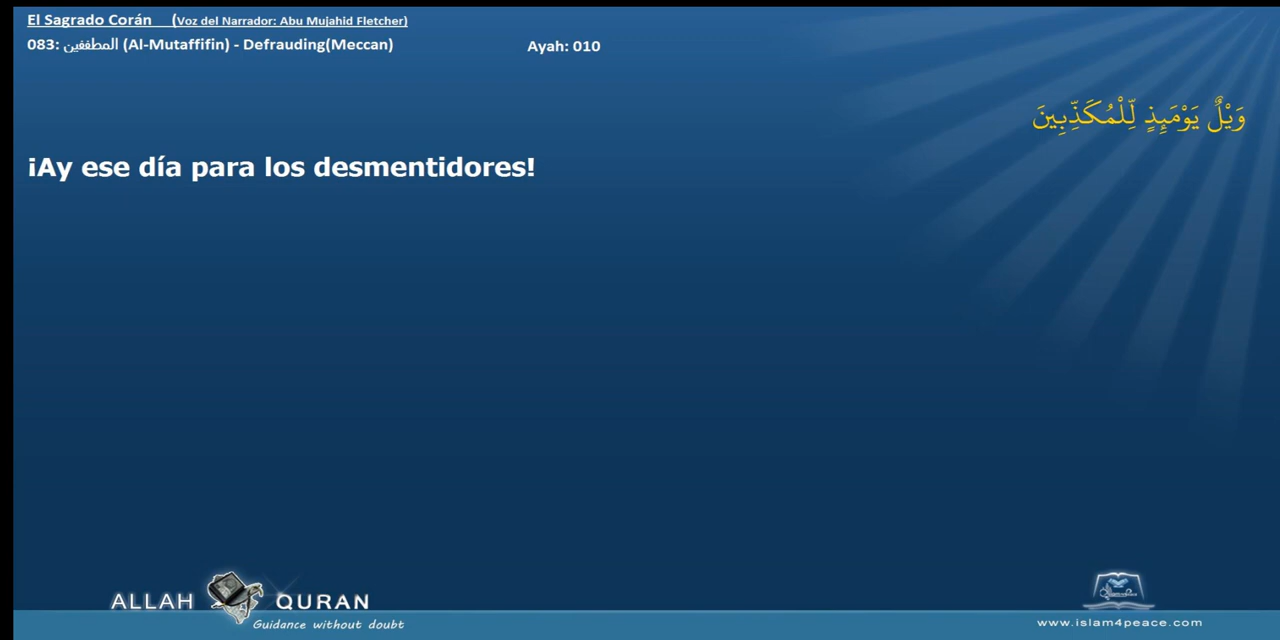 El Sagrado Corán (Voz del Narrador: Abu Mujahid Fletcher)
083: المطففين (Al-Mutaffifin) - Defrauding(Meccan) Ayah: 010
وَيْلٌ يَوْمَئِذٍ لِّلْمُكَذِّبِينَ
¡Ay ese día para los desmentidores!
ALLAH QURAN
Guidance without doubt
www.islam4peace.com